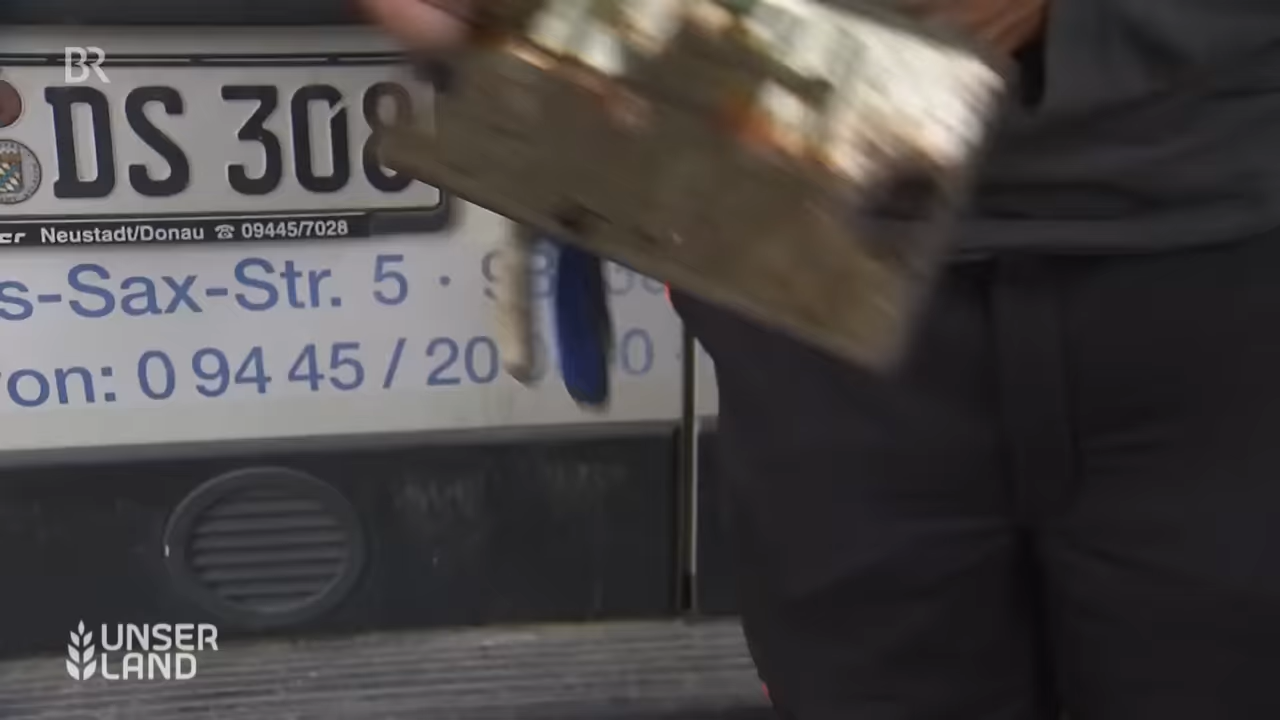 BR
DS 308
Neustadt/Donau ☎ 09445/7028
s-Sax-Str. 5 ·
on: 0 94 45 / 20
UNSER
LAND